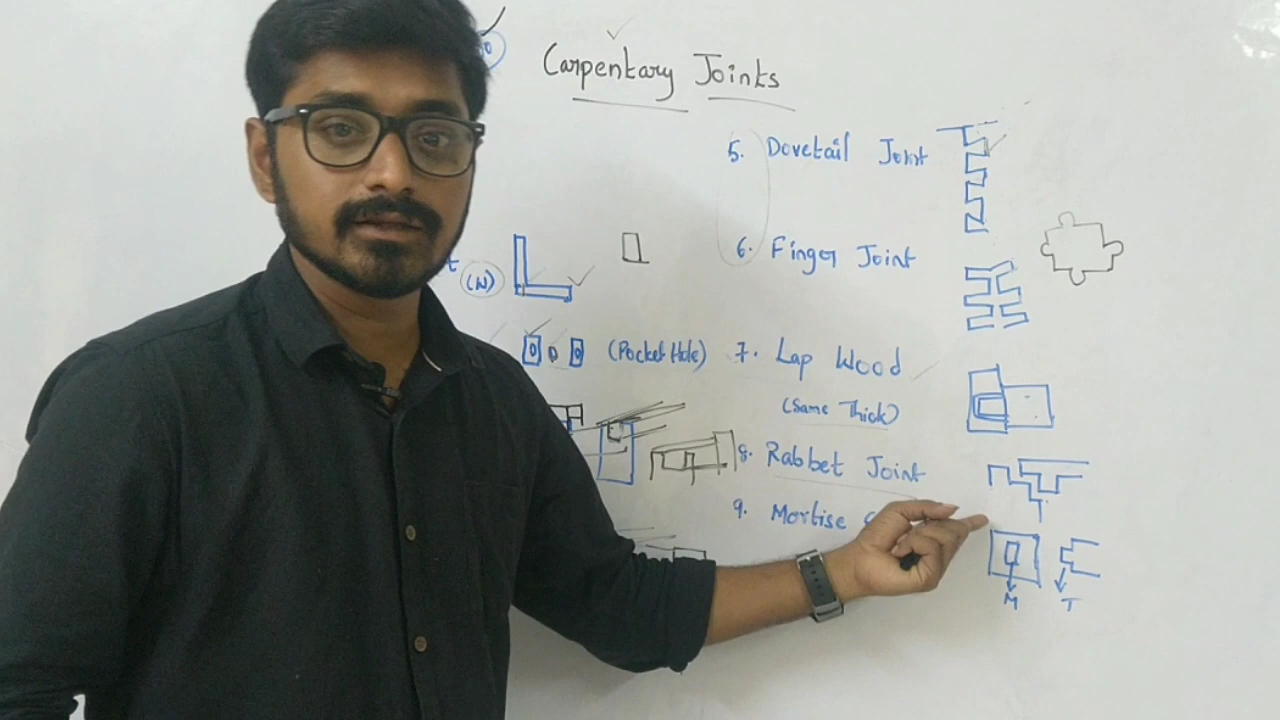 Carpentary Joints
5. Dovetail Joint
6. Finger Joint
(N)
(Pocket Hole)
7. Lap Wood
(Same Thick)
8. Rabbet Joint
9. Mortise
M T